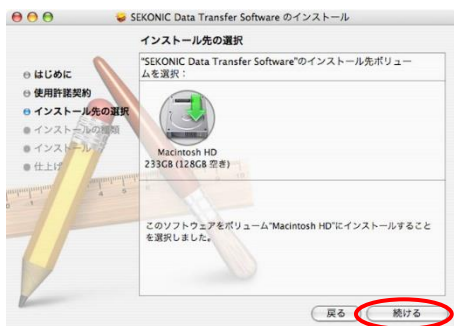 SEKONIC Data Transfer Software のインストール
インストール先の選択
はじめに
使用許諾契約
インストール先の選択
インストールの種類
インストール
仕上げ
"SEKONIC Data Transfer Software"のインストール先ボリュー
ムを選択：
Macintosh HD
233GB (128GB 空き)
このソフトウェアをボリューム"Macintosh HD"にインストールすること
を選択しました。
戻る
続ける